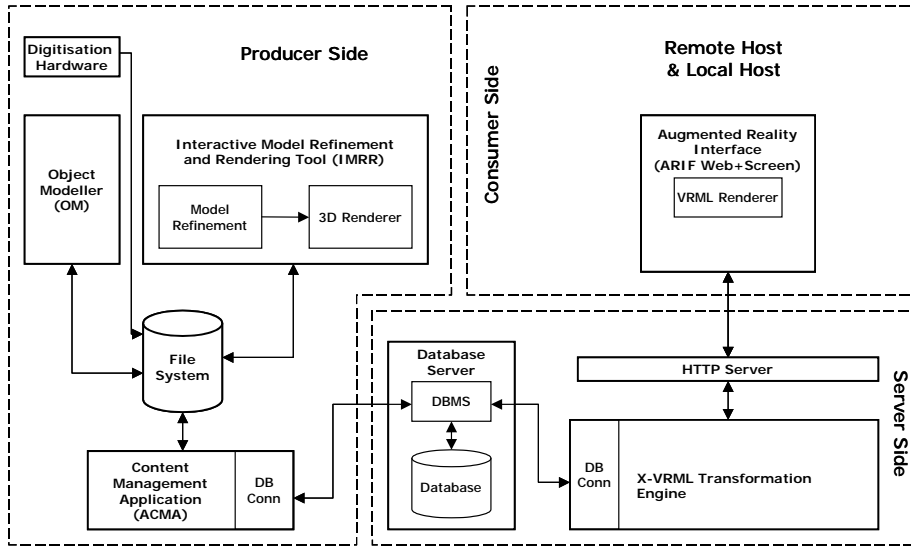 Digitisation
Hardware
Producer Side
Object
Modeller
(OM)
Interactive Model Refinement
and Rendering Tool (IMRR)
Model
Refinement
3D Renderer
File
System
Content
Management
Application
(ACMA)
DB
Conn
Consumer Side
Remote Host
& Local Host
Augmented Reality
Interface
(ARIF Web+Screen)
VRML Renderer
Database
Server
DBMS
Database
HTTP Server
DB
Conn
X-VRML Transformation
Engine
Server Side